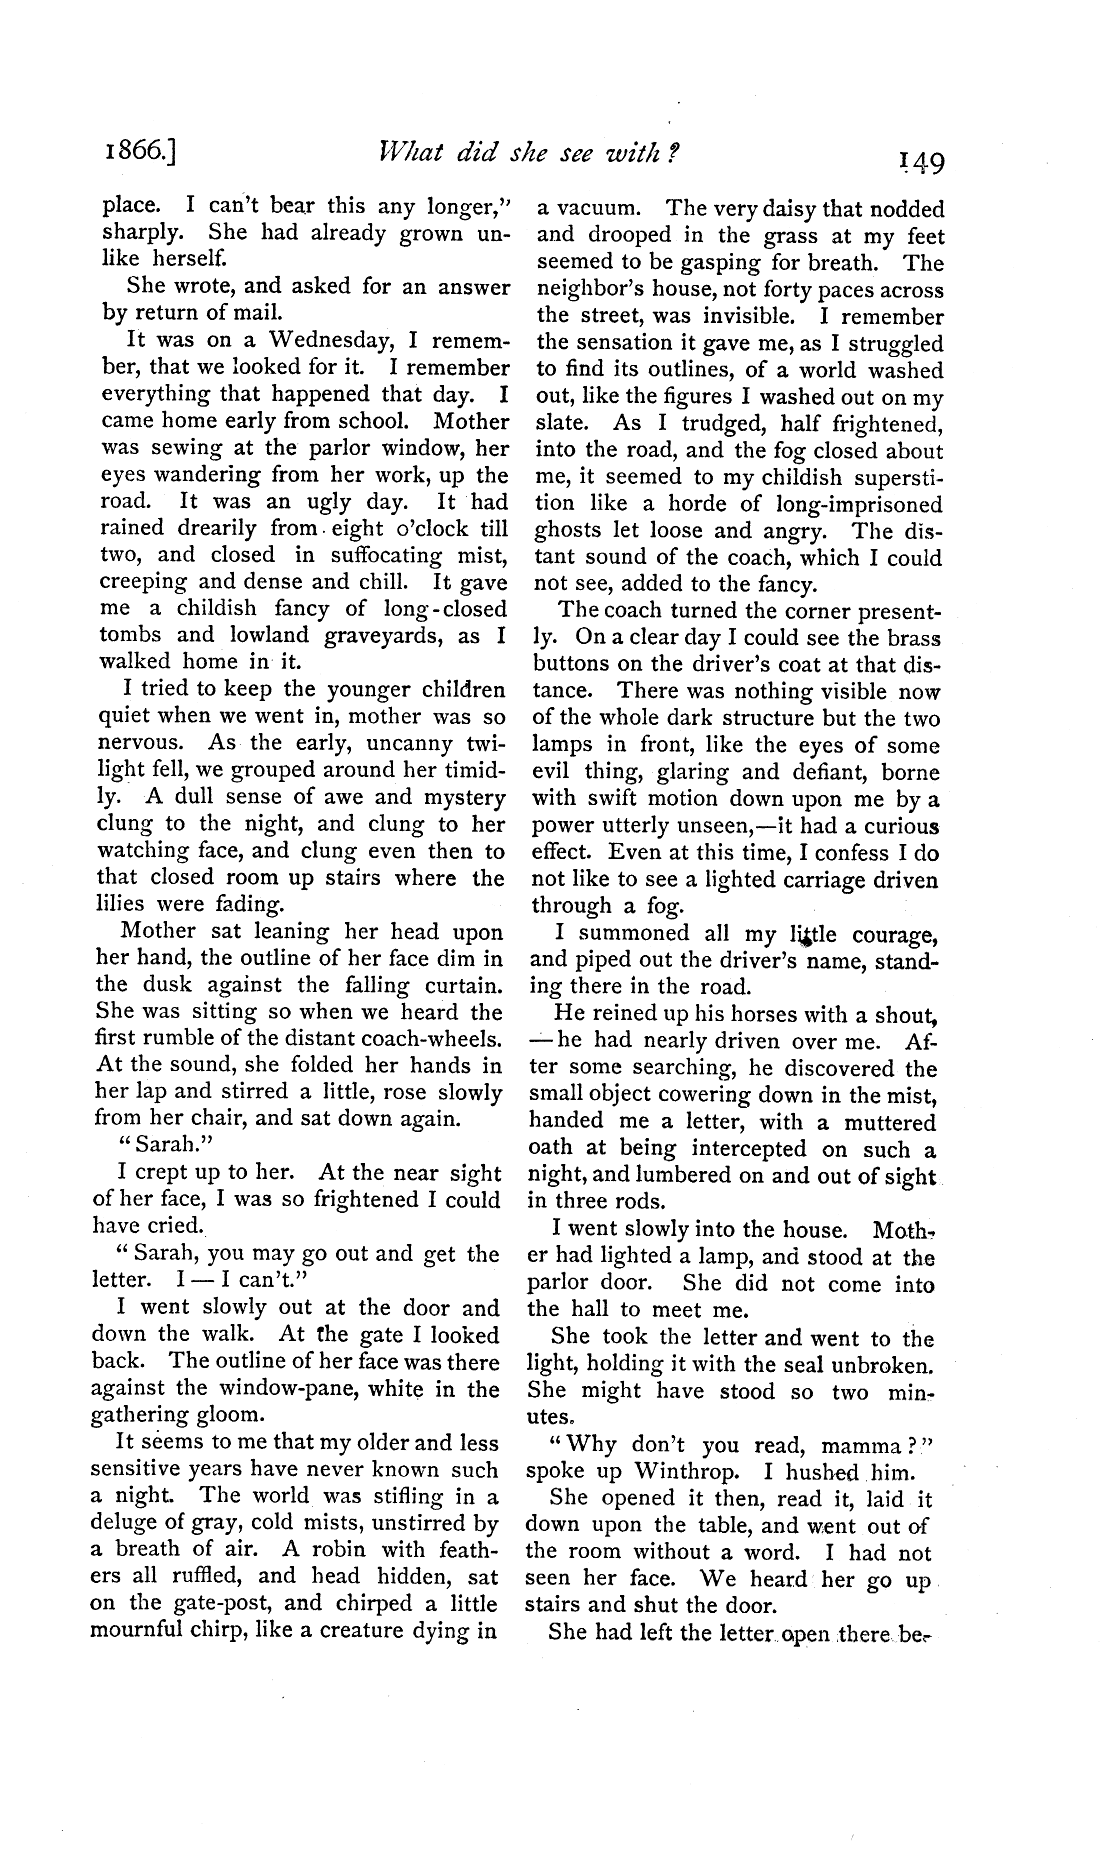 1866.] What did she see with? 149
place. I can't bear this any longer,"
sharply. She had already grown un-
like herself.
She wrote, and asked for an answer
by return of mail.
It was on a Wednesday, I remem-
ber, that we looked for it. I remember
everything that happened that day. I
came home early from school. Mother
was sewing at the parlor window, her
eyes wandering from her work, up the
road. It was an ugly day. It had
rained drearily from eight o'clock till
two, and closed in suffocating mist,
creeping and dense and chill. It gave
me a childish fancy of long-closed
tombs and lowland graveyards, as I
walked home in it.
I tried to keep the younger children
quiet when we went in, mother was so
nervous. As the early, uncanny twi-
light fell, we grouped around her timid-
ly. A dull sense of awe and mystery
clung to the night, and clung to her
watching face, and clung even then to
that closed room up stairs where the
lilies were fading.
Mother sat leaning her head upon
her hand, the outline of her face dim in
the dusk against the falling curtain.
She was sitting so when we heard the
first rumble of the distant coach-wheels.
At the sound, she folded her hands in
her lap and stirred a little, rose slowly
from her chair, and sat down again.
"Sarah."
I crept up to her. At the near sight
of her face, I was so frightened I could
have cried.
"Sarah, you may go out and get the
letter. I — I can't."
I went slowly out at the door and
down the walk. At the gate I looked
back. The outline of her face was there
against the window-pane, white in the
gathering gloom.
It seems to me that my older and less
sensitive years have never known such
a night. The world was stifling in a
deluge of gray, cold mists, unstirred by
a breath of air. A robin with feath-
ers all ruffled, and head hidden, sat
on the gate-post, and chirped a little
mournful chirp, like a creature dying in
a vacuum. The very daisy that nodded
and drooped in the grass at my feet
seemed to be gasping for breath. The
neighbor's house, not forty paces across
the street, was invisible. I remember
the sensation it gave me, as I struggled
to find its outlines, of a world washed
out, like the figures I washed out on my
slate. As I trudged, half frightened,
into the road, and the fog closed about
me, it seemed to my childish supersti-
tion like a horde of long-imprisoned
ghosts let loose and angry. The dis-
tant sound of the coach, which I could
not see, added to the fancy.
The coach turned the corner present-
ly. On a clear day I could see the brass
buttons on the driver's coat at that dis-
tance. There was nothing visible now
of the whole dark structure but the two
lamps in front, like the eyes of some
evil thing, glaring and defiant, borne
with swift motion down upon me by a
power utterly unseen,—it had a curious
effect. Even at this time, I confess I do
not like to see a lighted carriage driven
through a fog.
I summoned all my little courage,
and piped out the driver's name, stand-
ing there in the road.
He reined up his horses with a shout,
— he had nearly driven over me. Af-
ter some searching, he discovered the
small object cowering down in the mist,
handed me a letter, with a muttered
oath at being intercepted on such a
night, and lumbered on and out of sight
in three rods.
I went slowly into the house. Moth-
er had lighted a lamp, and stood at the
parlor door. She did not come into
the hall to meet me.
She took the letter and went to the
light, holding it with the seal unbroken.
She might have stood so two min-
utes.
"Why don't you read, mamma?"
spoke up Winthrop. I hushed him.
She opened it then, read it, laid it
down upon the table, and went out of
the room without a word. I had not
seen her face. We heard her go up
stairs and shut the door.
She had left the letter open there be-